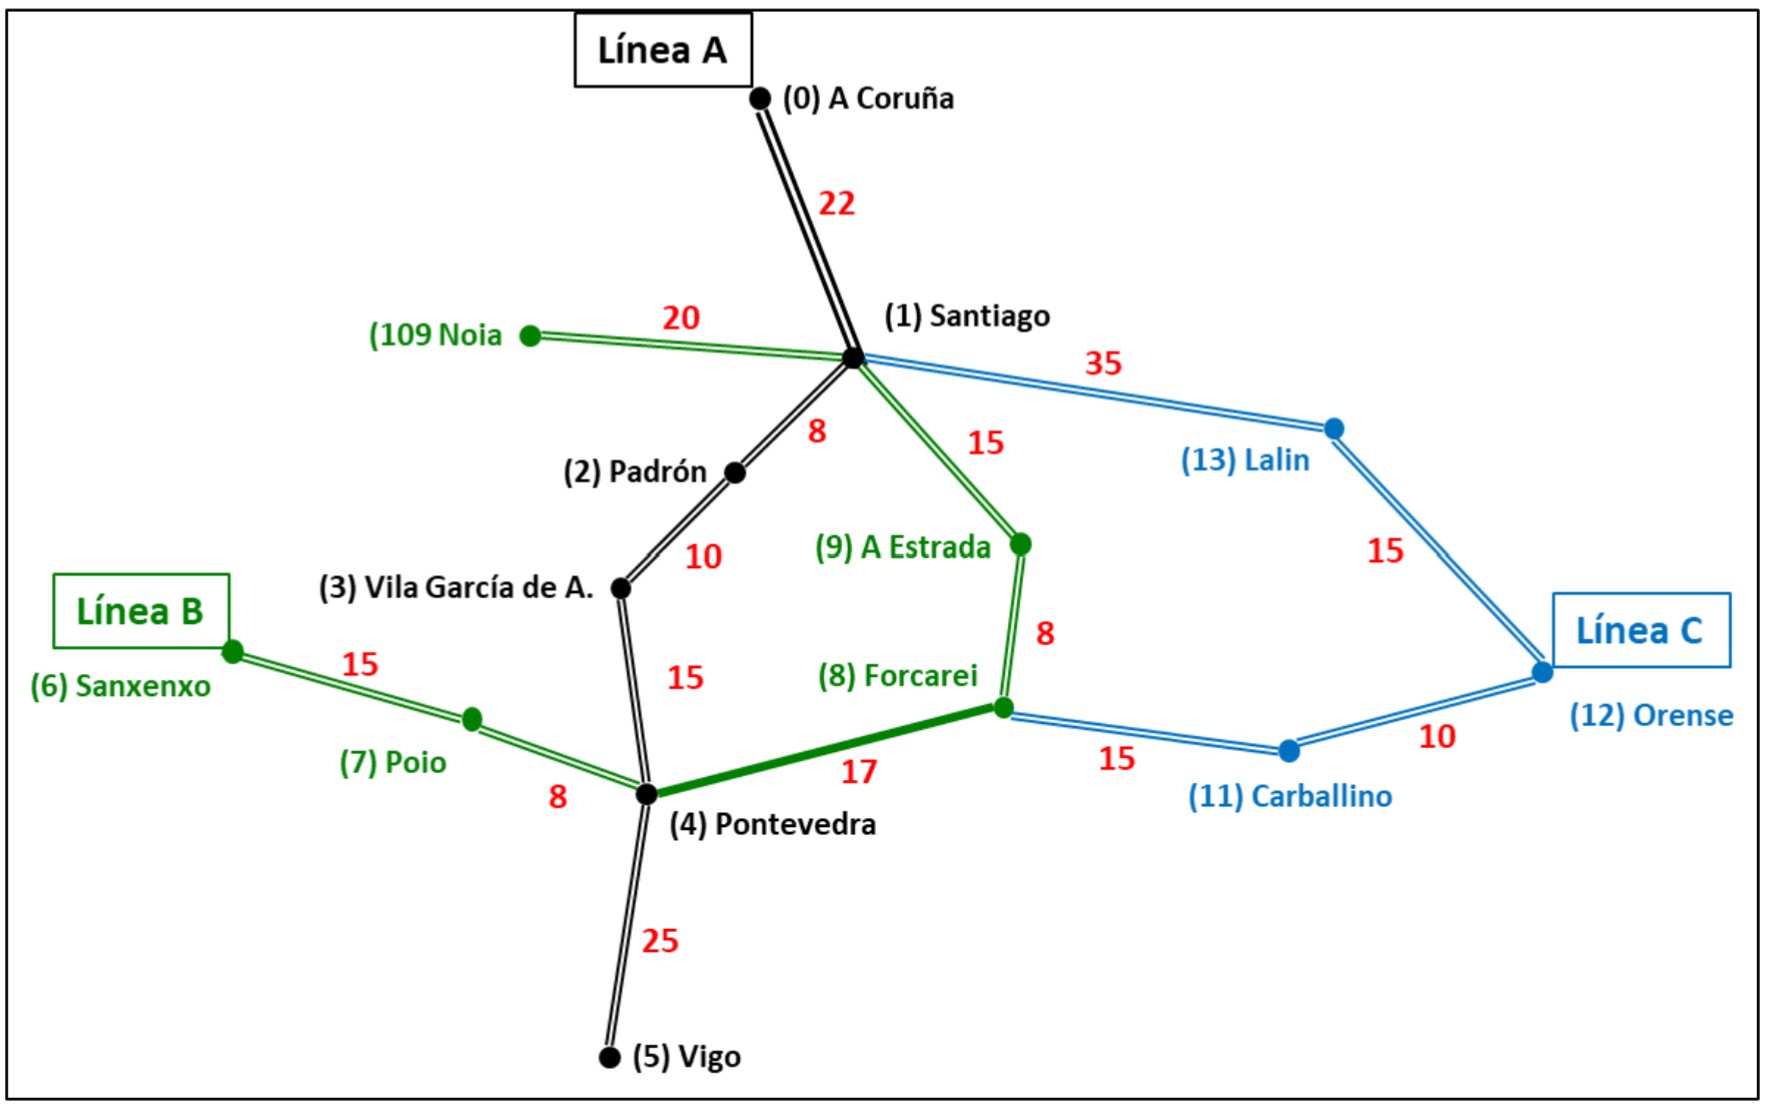 Línea A
(0) A Coruña
22
(1) Santiago
20
(109 Noia
35
8
15
(13) Lalin
(2) Padrón
10
(9) A Estrada
15
(3) Vila García de A.
Línea B
8
Línea C
15
(6) Sanxenxo
15
(8) Forcarei
(12) Orense
(7) Poio
17
15
10
8
(11) Carballino
(4) Pontevedra
25
(5) Vigo